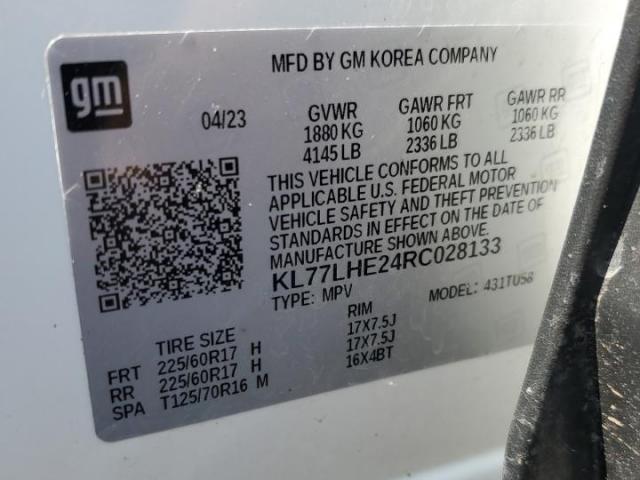 gm
MFD BY GM KOREA COMPANY
04/23
GVWR GAWR FRT GAWR RR
1880 KG 1060 KG 1060 KG
4145 LB 2336 LB 2336 LB
THIS VEHICLE CONFORMS TO ALL
APPLICABLE U.S. FEDERAL MOTOR
VEHICLE SAFETY AND THEFT PREVENTION
STANDARDS IN EFFECT ON THE DATE OF
MANUFACTURE SHOWN ABOVE.
KL77LHE24RC028133
TYPE: MPV MODEL: 431TU58
TIRE SIZE RIM
FRT 225/60R17 H 17X7.5J
RR 225/60R17 H 17X7.5J
SPA T125/70R16 M 16X4BT